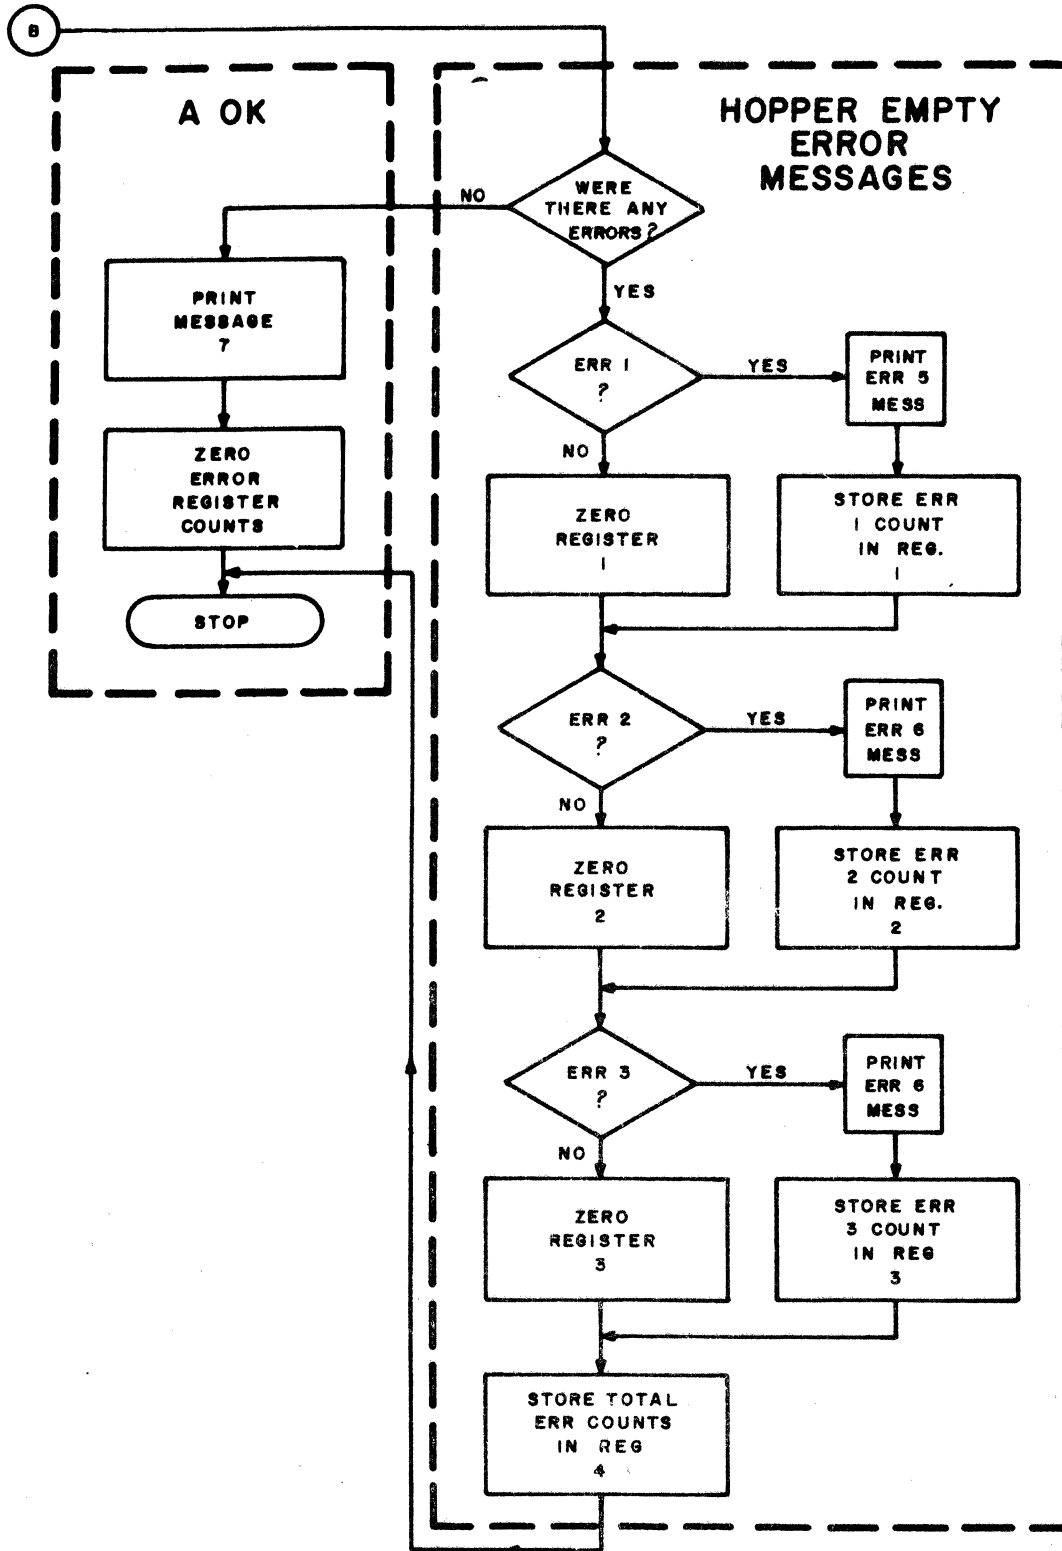 B
A OK
HOPPER EMPTY
ERROR
MESSAGES
WERE
THERE ANY
ERRORS?
NO
YES
PRINT
MESSAGE
7
ZERO
ERROR
REGISTER
COUNTS
STOP
ERR 1
?
YES
PRINT
ERR 5
MESS
NO
ZERO
REGISTER
1
STORE ERR
1 COUNT
IN REG.
1
ERR 2
?
YES
PRINT
ERR 6
MESS
NO
ZERO
REGISTER
2
STORE ERR
2 COUNT
IN REG.
2
ERR 3
?
YES
PRINT
ERR 6
MESS
NO
ZERO
REGISTER
3
STORE ERR
3 COUNT
IN REG
3
STORE TOTAL
ERR COUNTS
IN REG
4